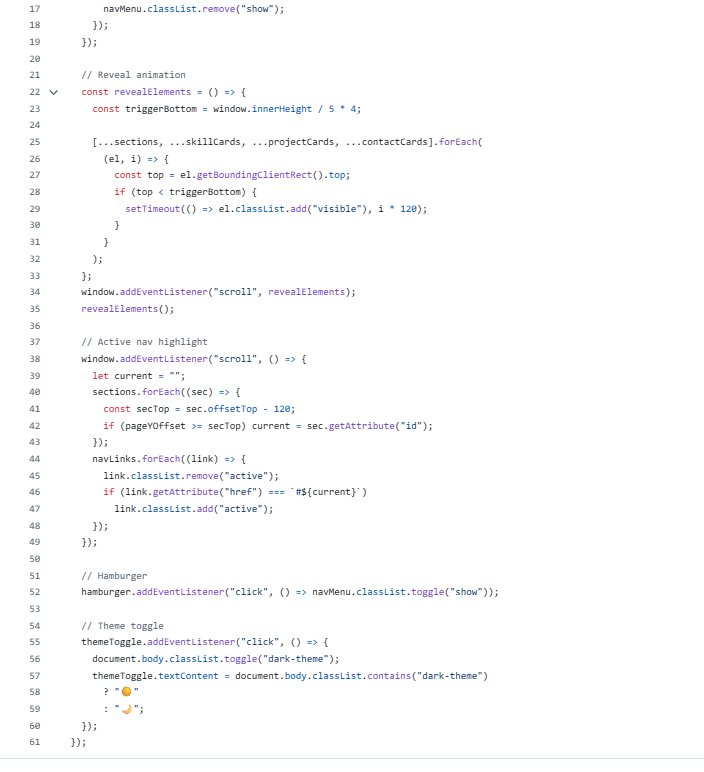 17 navMenu.classList.remove("show");
18 });
19 });
20
21 // Reveal animation
22 const revealElements = () => {
23 const triggerBottom = window.innerHeight / 5 * 4;
24
25 [...sections, ...skillCards, ...projectCards, ...contactCards].forEach(
26 (el, i) => {
27 const top = el.getBoundingClientRect().top;
28 if (top < triggerBottom) {
29 setTimeout(() => el.classList.add("visible"), i * 120);
30 }
31 }
32 );
33 };
34 window.addEventListener("scroll", revealElements);
35 revealElements();
36
37 // Active nav highlight
38 window.addEventListener("scroll", () => {
39 let current = "";
40 sections.forEach((sec) => {
41 const secTop = sec.offsetTop - 120;
42 if (pageYOffset >= secTop) current = sec.getAttribute("id");
43 });
44 navLinks.forEach((link) => {
45 link.classList.remove("active");
46 if (link.getAttribute("href") === `#${current}`)
47 link.classList.add("active");
48 });
49 });
50
51 // Hamburger
52 hamburger.addEventListener("click", () => navMenu.classList.toggle("show"));
53
54 // Theme toggle
55 themeToggle.addEventListener("click", () => {
56 document.body.classList.toggle("dark-theme");
57 themeToggle.textContent = document.body.classList.contains("dark-theme")
58 ? "🌞"
59 : "🌙";
60 });
61 });